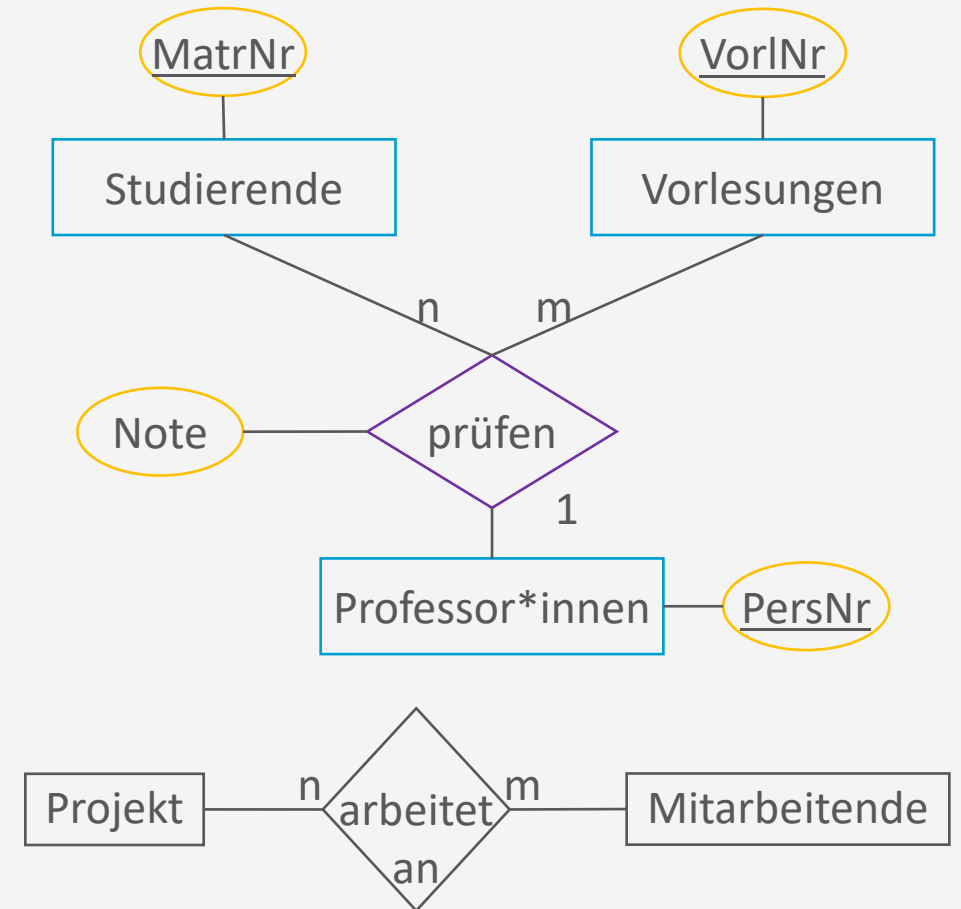 MatrNr
VorlNr
Studierende
Vorlesungen
n
m
Note
prüfen
1
Professor*innen
PersNr
Projekt
n
arbeitet
an
m
Mitarbeitende